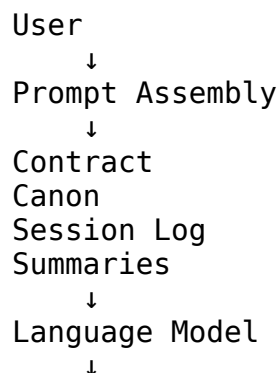 User
↓
Prompt Assembly
↓
Contract
Canon
Session Log
Summaries
↓
Language Model
↓